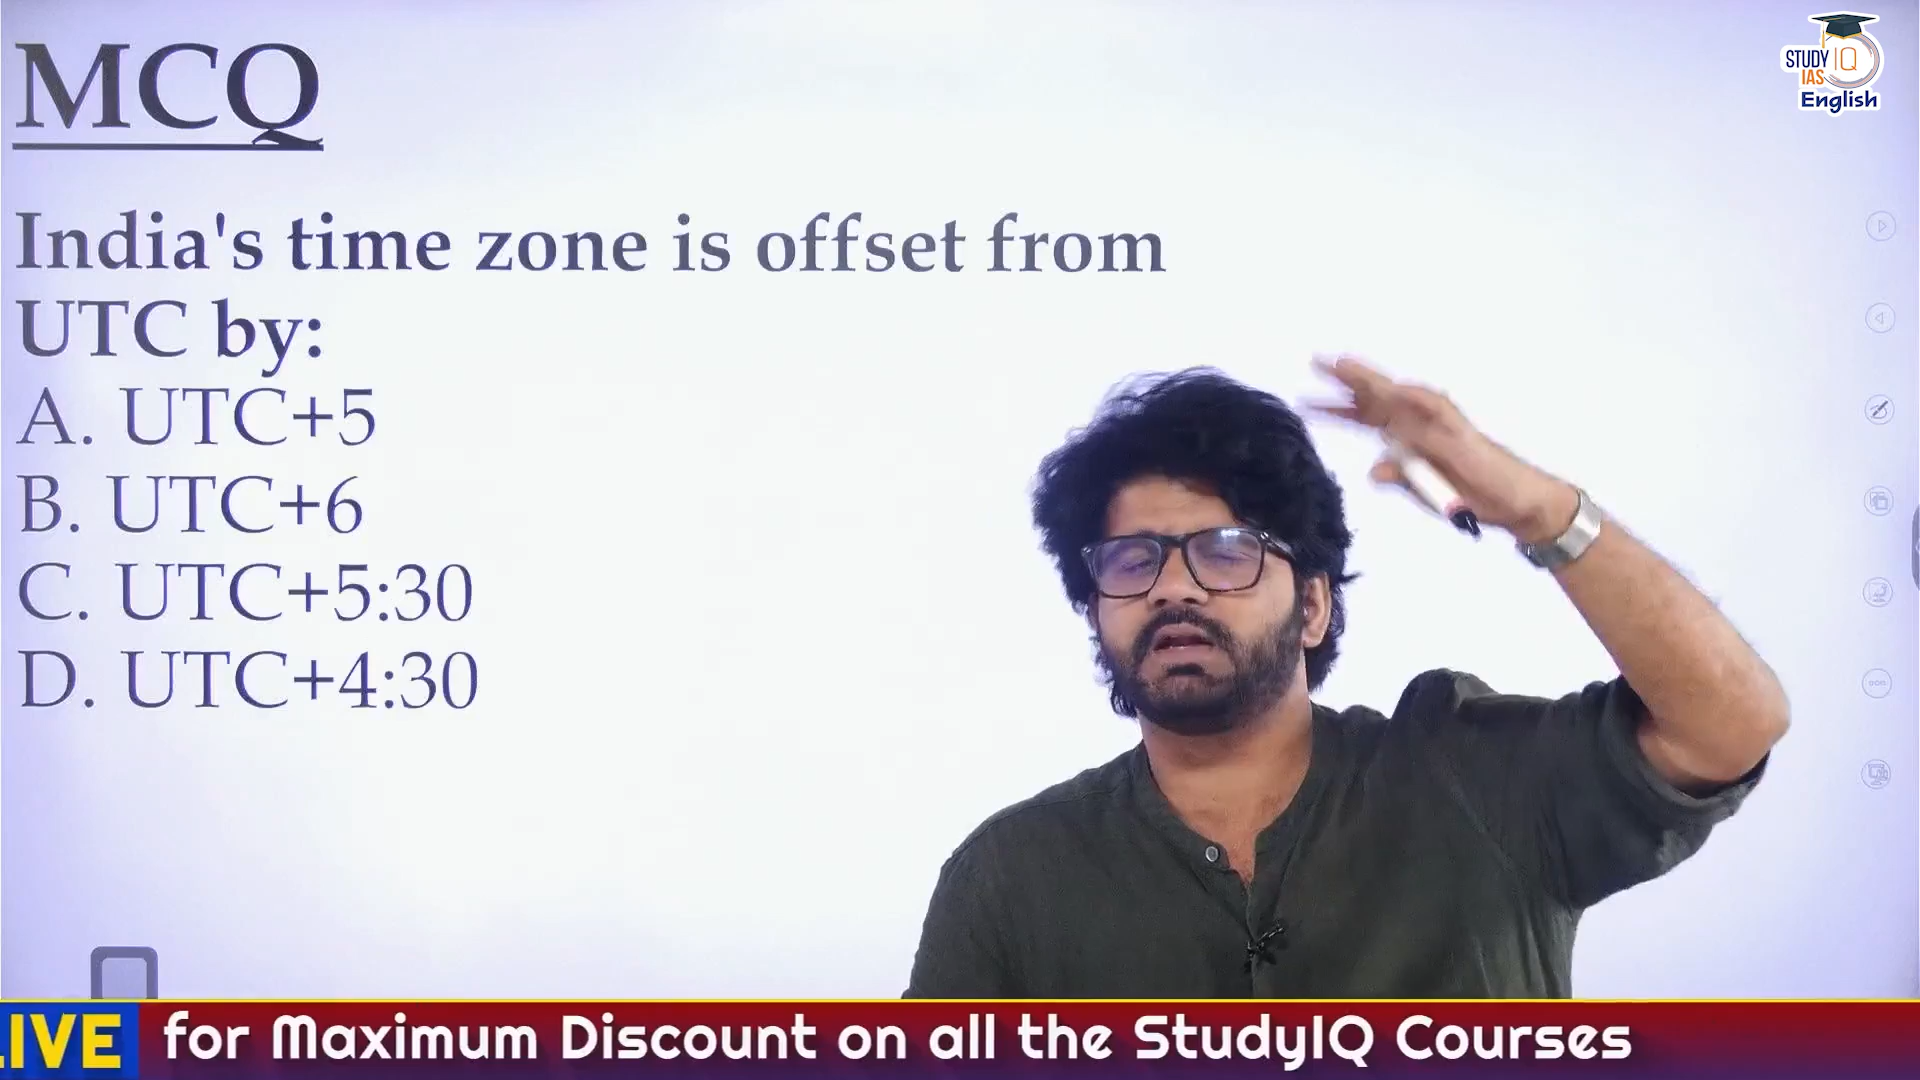 MCQ
STUDY IQ
IAS
English
India's time zone is offset from
UTC by:
A. UTC+5
B. UTC+6
C. UTC+5:30
D. UTC+4:30
LIVE for Maximum Discount on all the StudyIQ Courses